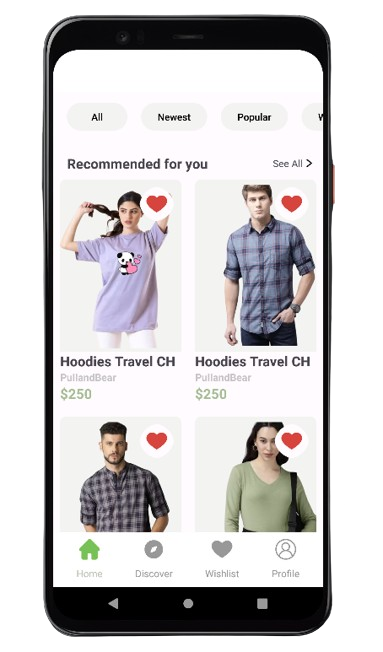 All
Newest
Popular
Recommended for you
See All
Hoodies Travel CH
Hoodies Travel CH
PullandBear
PullandBear
$250
$250
Home
Discover
Wishlist
Profile